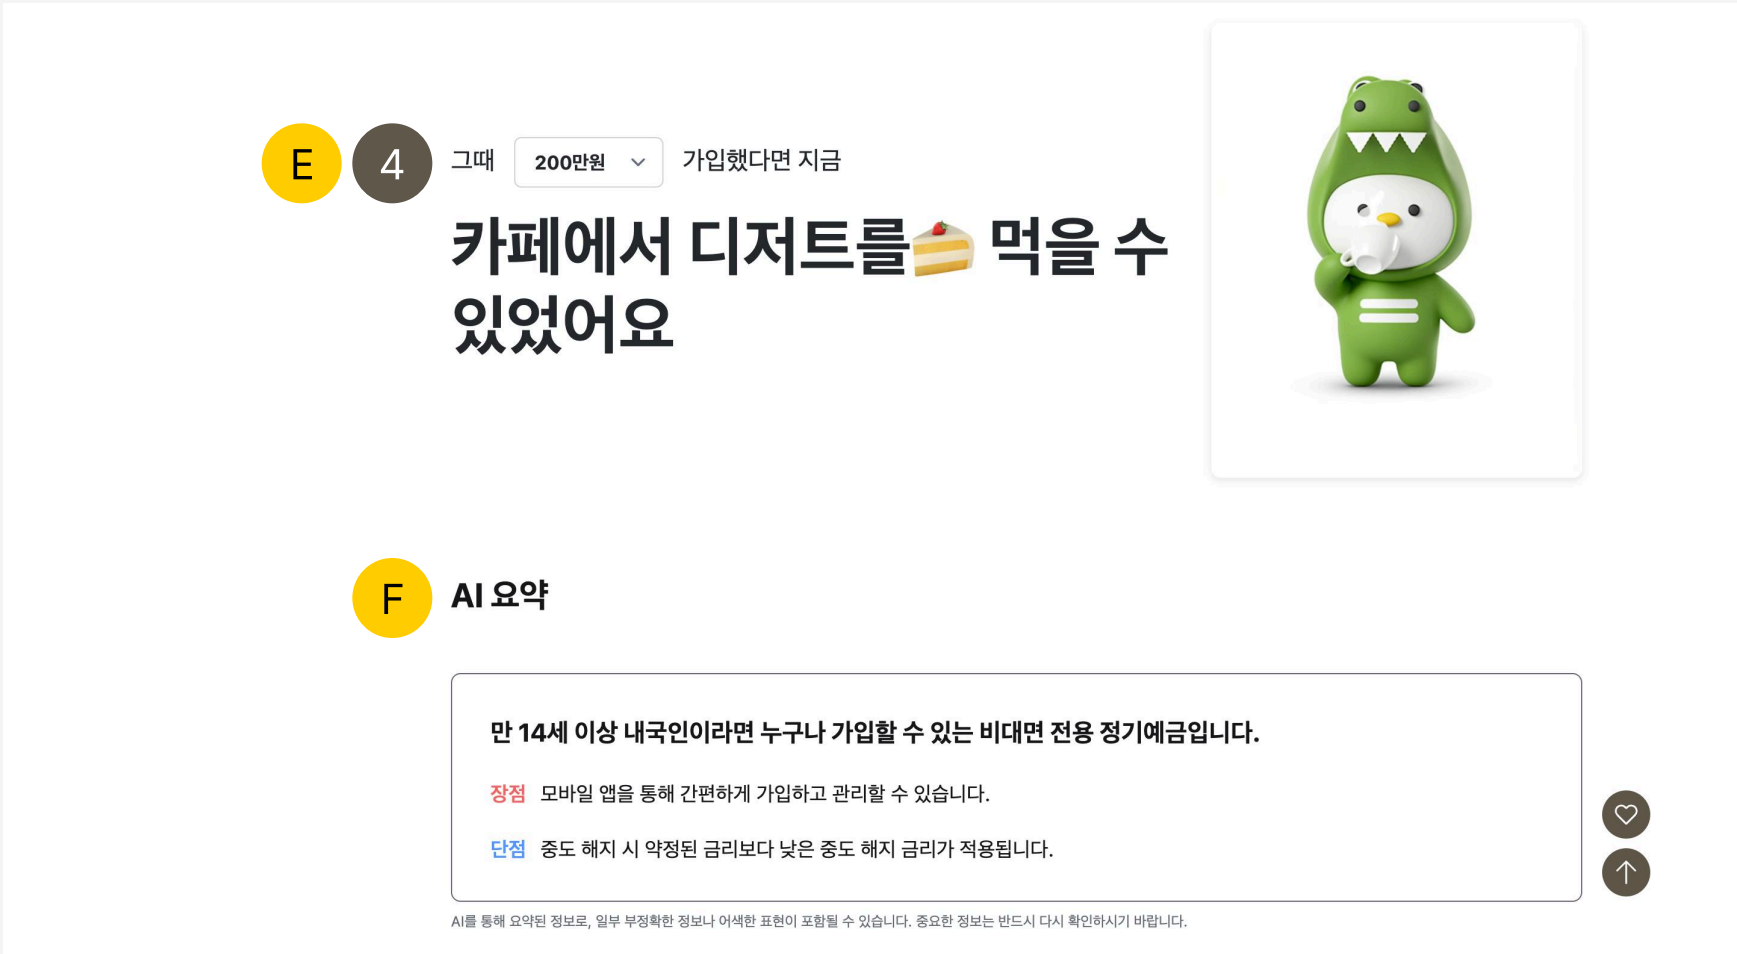 E 4 그때 200만원 가입했다면 지금
카페에서 디저트를🍰 먹을 수
있었어요
F AI 요약
만 14세 이상 내국인이라면 누구나 가입할 수 있는 비대면 전용 정기예금입니다.
장점 모바일 앱을 통해 간편하게 가입하고 관리할 수 있습니다.
단점 중도 해지 시 약정된 금리보다 낮은 중도 해지 금리가 적용됩니다.
AI를 통해 요약된 정보로, 일부 부정확한 정보나 어색한 표현이 포함될 수 있습니다. 중요한 정보는 반드시 다시 확인하시기 바랍니다.